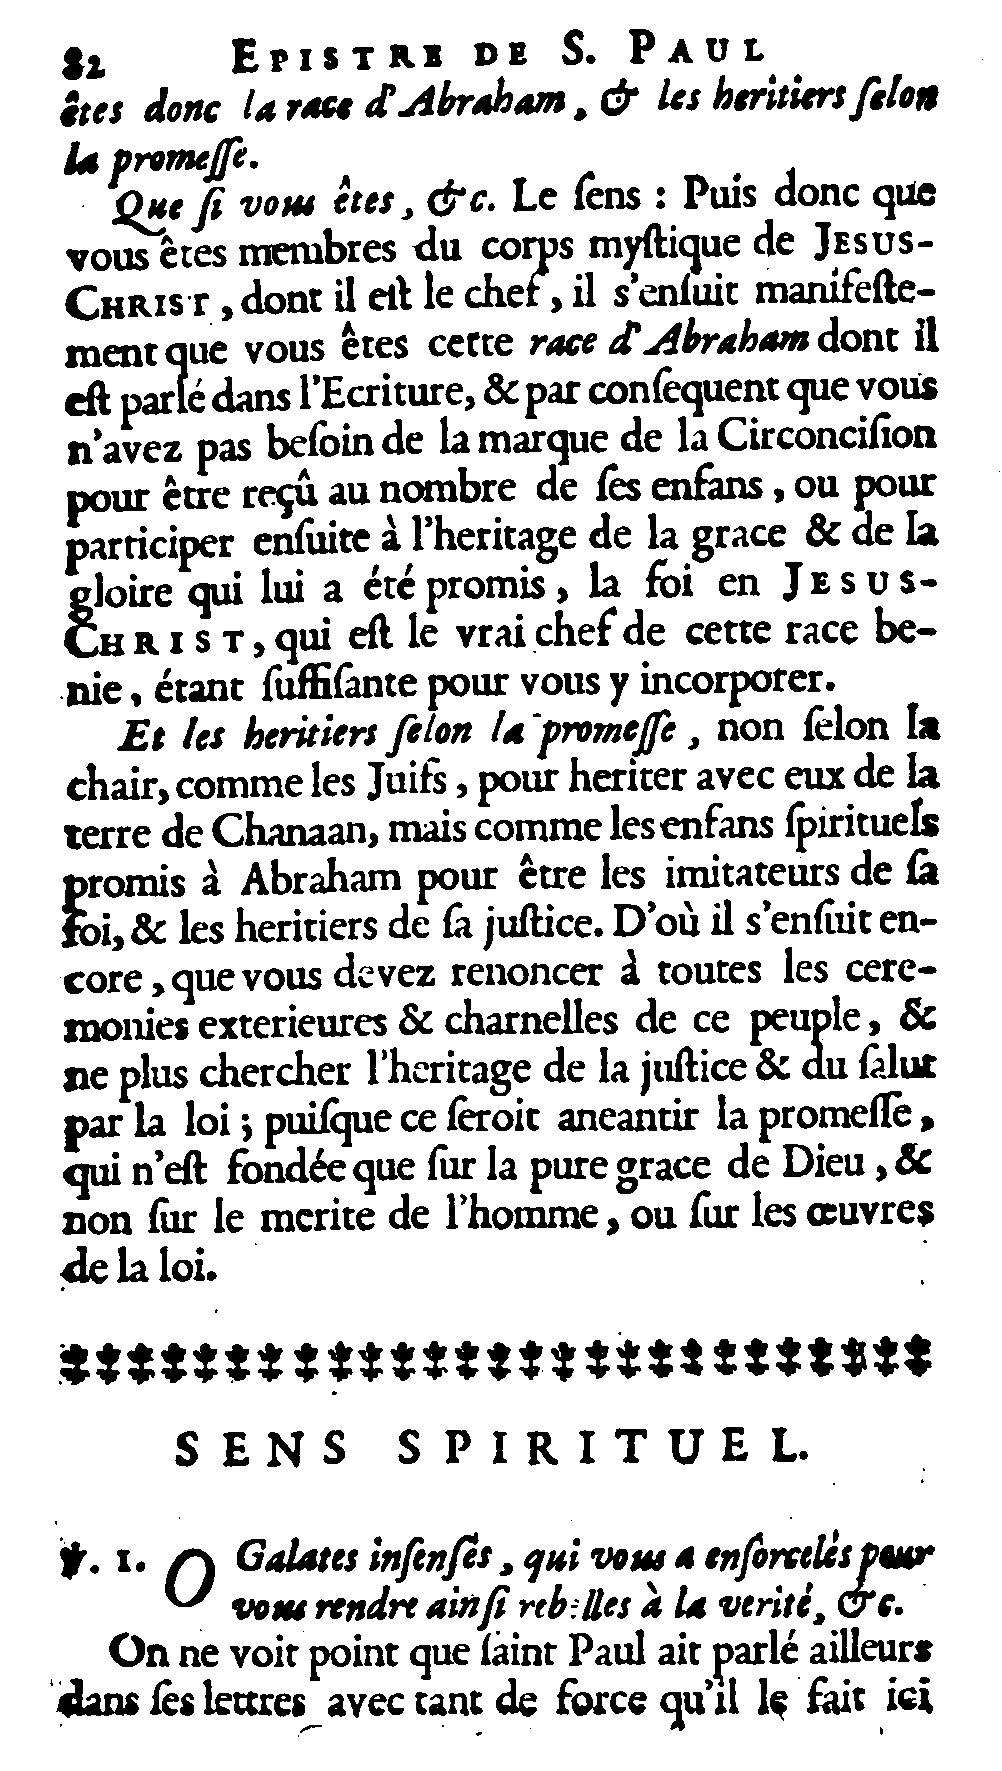 82 EPISTRE DE S. PAUL
êtes donc la race d'Abraham, & les heritiers ſelon
la promeſſe.
Que ſi vous êtes, &c. Le ſens : Puis donc que
vous êtes membres du corps myſtique de JESUS-
CHRIST, dont il eſt le chef, il s'enſuit manifeſte-
ment que vous êtes cette race d'Abraham dont il
eſt parlé dans l'Ecriture, & par conſequent que vous
n'avez pas beſoin de la marque de la Circonciſion
pour être reçû au nombre de ſes enfans, ou pour
participer enſuite à l'heritage de la grace & de la
gloire qui lui a été promis, la foi en JESUS-
CHRIST, qui eſt le vrai chef de cette race be-
nie, étant ſuffiſante pour vous y incorporer.
Et les heritiers ſelon la promeſſe, non ſelon la
chair, comme les Juifs, pour heriter avec eux de la
terre de Chanaan, mais comme les enfans ſpirituels
promis à Abraham pour être les imitateurs de ſa
foi, & les heritiers de ſa juſtice. D'où il s'enſuit en-
core, que vous devez renoncer à toutes les cere-
monies exterieures & charnelles de ce peuple, &
ne plus chercher l'heritage de la juſtice & du ſalut
par la loi ; puiſque ce ſeroit aneantir la promeſſe,
qui n'eſt fondée que ſur la pure grace de Dieu, &
non ſur le merite de l'homme, ou ſur les œuvres
de la loi.
SENS SPIRITUEL.
℣. 1. O Galates inſenſés, qui vous a enſorcelés pour
vous rendre ainſi rebelles à la verité, &c.
On ne voit point que ſaint Paul ait parlé ailleurs
dans ſes lettres avec tant de force qu'il le fait ici